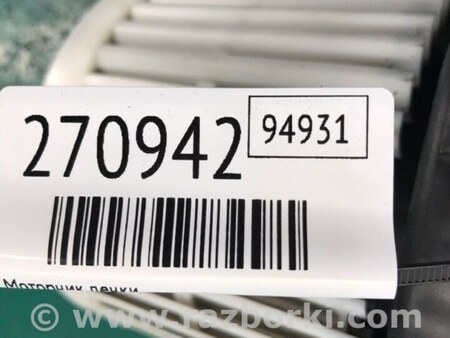 270942
94931
Моторчик печки
© www.razborki.com